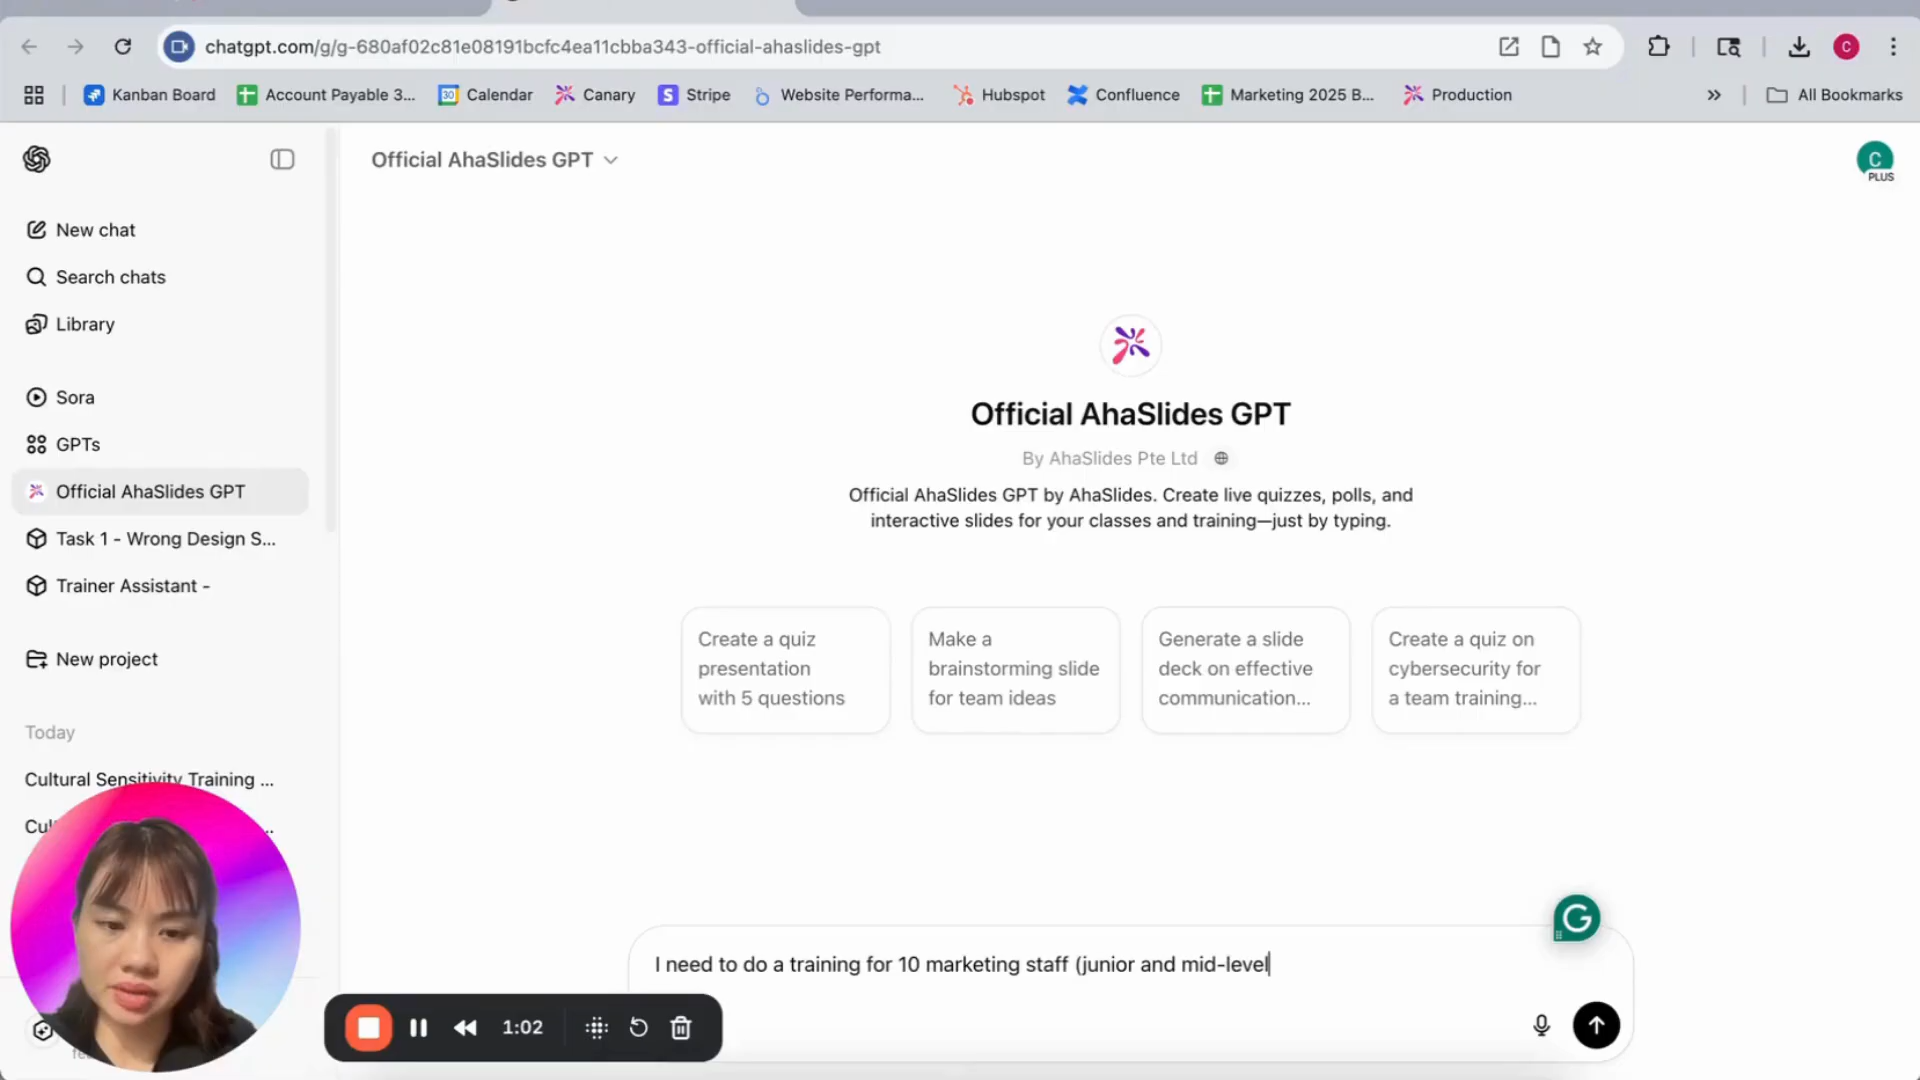 chatgpt.com/g/g-680af02c81e08191bcfc4ea11cbba343-official-ahaslides-gpt
C
Kanban Board
Account Payable 3...
30
Calendar
Canary
S
Stripe
Website Performa...
Hubspot
Confluence
Marketing 2025 B...
Production
All Bookmarks
Official AhaSlides GPT
C
PLUS
New chat
Search chats
Library
Sora
GPTs
Official AhaSlides GPT
Task 1 - Wrong Design S...
Trainer Assistant -
New project
Today
Cultural Sensitivity Training ...
Official AhaSlides GPT
By AhaSlides Pte Ltd
Official AhaSlides GPT by AhaSlides. Create live quizzes, polls, and
interactive slides for your classes and training—just by typing.
Create a quiz
presentation
with 5 questions
Make a
brainstorming slide
for team ideas
Generate a slide
deck on effective
communication...
Create a quiz on
cybersecurity for
a team training...
G
I need to do a training for 10 marketing staff (junior and mid-level
1:02